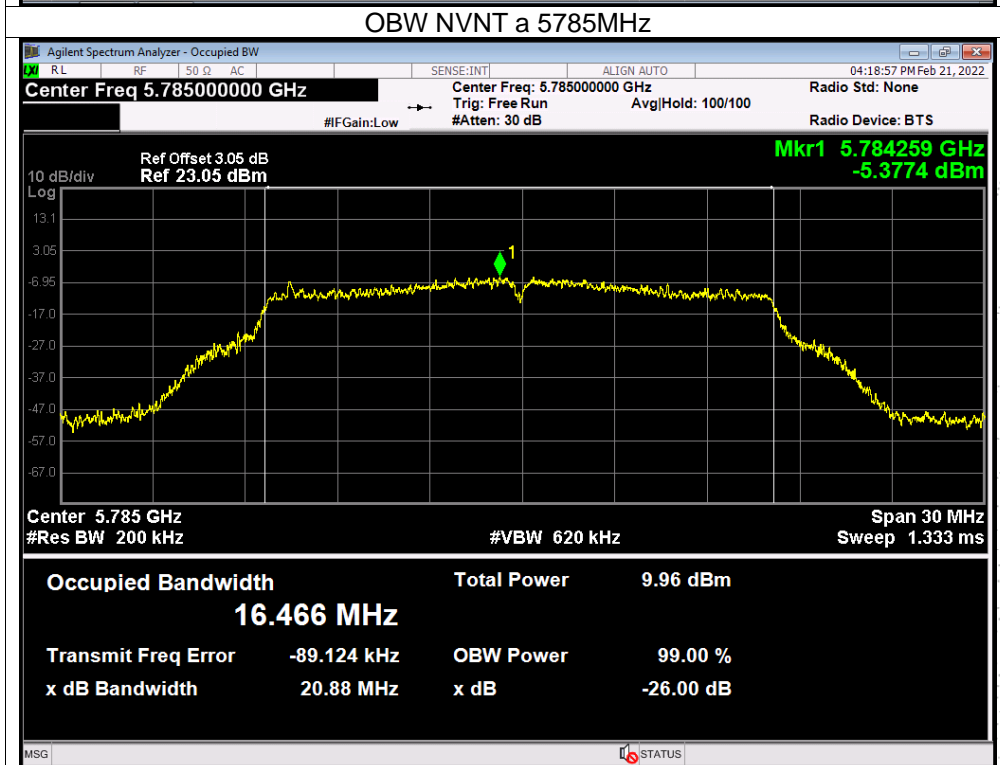 OBW NVNT a 5785MHz
Agilent Spectrum Analyzer - Occupied BW
LXI RL RF 50 Ω AC SENSE:INT ALIGN AUTO 04:18:57 PM Feb 21, 2022
Center Freq 5.785000000 GHz Center Freq: 5.785000000 GHz Radio Std: None
Trig: Free Run Avg|Hold: 100/100
#IFGain:Low #Atten: 30 dB Radio Device: BTS
Mkr1 5.784259 GHz
-5.3774 dBm
Ref Offset 3.05 dB
10 dB/div Ref 23.05 dBm
Log
13.1
3.05
1
-6.95
-17.0
-27.0
-37.0
-47.0
-57.0
-67.0
Center 5.785 GHz Span 30 MHz
#Res BW 200 kHz #VBW 620 kHz Sweep 1.333 ms
Occupied Bandwidth Total Power 9.96 dBm
16.466 MHz
Transmit Freq Error -89.124 kHz OBW Power 99.00 %
x dB Bandwidth 20.88 MHz x dB -26.00 dB
MSG STATUS